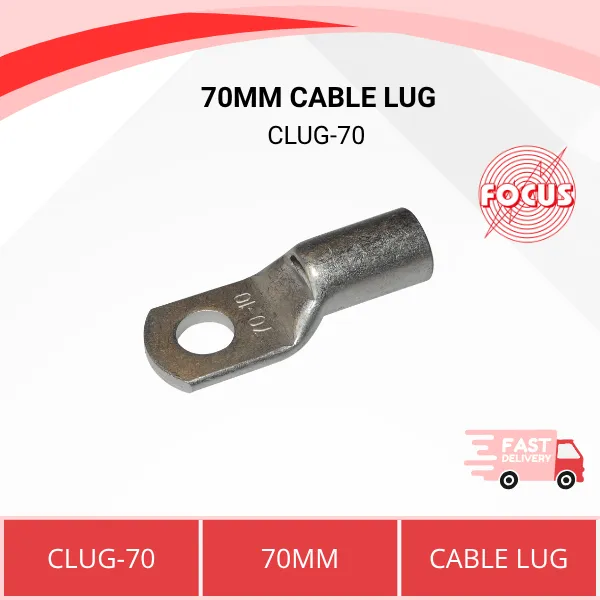 70MM CABLE LUG
CLUG-70
FOCUS
70-10
FAST
DELIVERY
CLUG-70
70MM
CABLE LUG